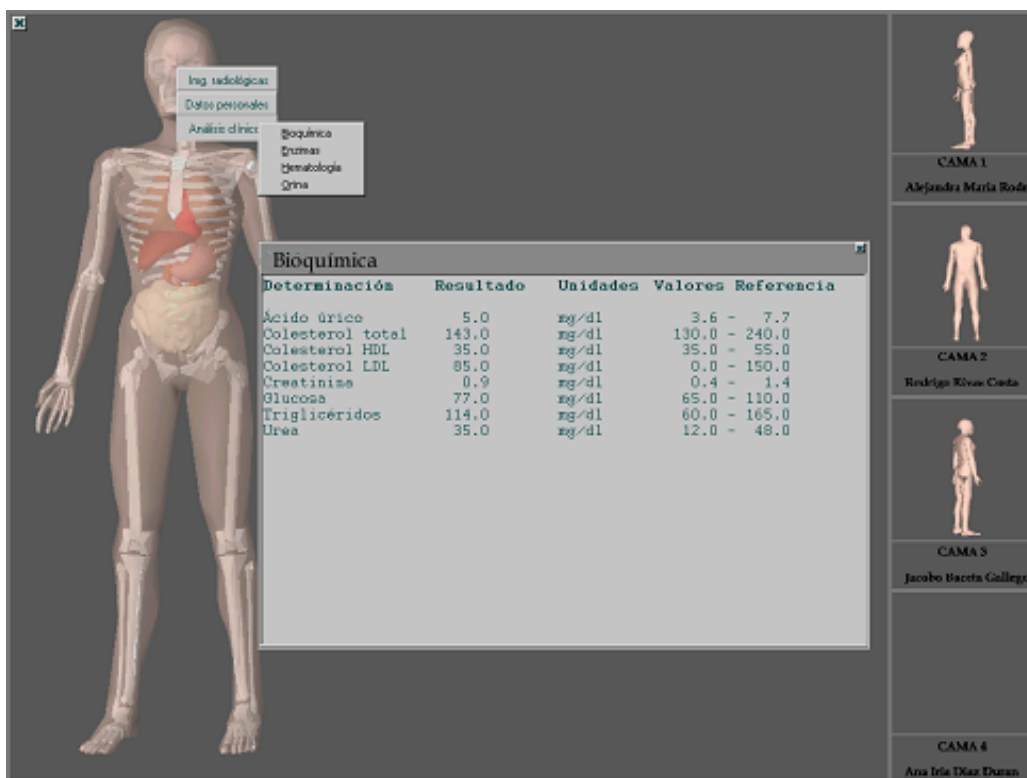 Img. radiológicas
Datos personales
Análisis clínic
Bioquímica
Enzimas
Hematología
Orina
Bioquímica
Determinación Resultado Unidades Valores Referencia
Ácido úrico 5.0 mg/dl 3.6 - 7.7
Colesterol total 143.0 mg/dl 130.0 - 240.0
Colesterol HDL 35.0 mg/dl 35.0 - 55.0
Colesterol LDL 85.0 mg/dl 0.0 - 150.0
Creatinina 0.9 mg/dl 0.4 - 1.4
Glucosa 77.0 mg/dl 65.0 - 110.0
Triglicéridos 114.0 mg/dl 60.0 - 165.0
Urea 35.0 mg/dl 12.0 - 48.0
CAMA 1
Alejandra María Rodr
CAMA 2
Rodrigo Rivas Costa
CAMA 3
Jacobo Baceta Gallego
CAMA 4
Ana Iria Díaz Duran